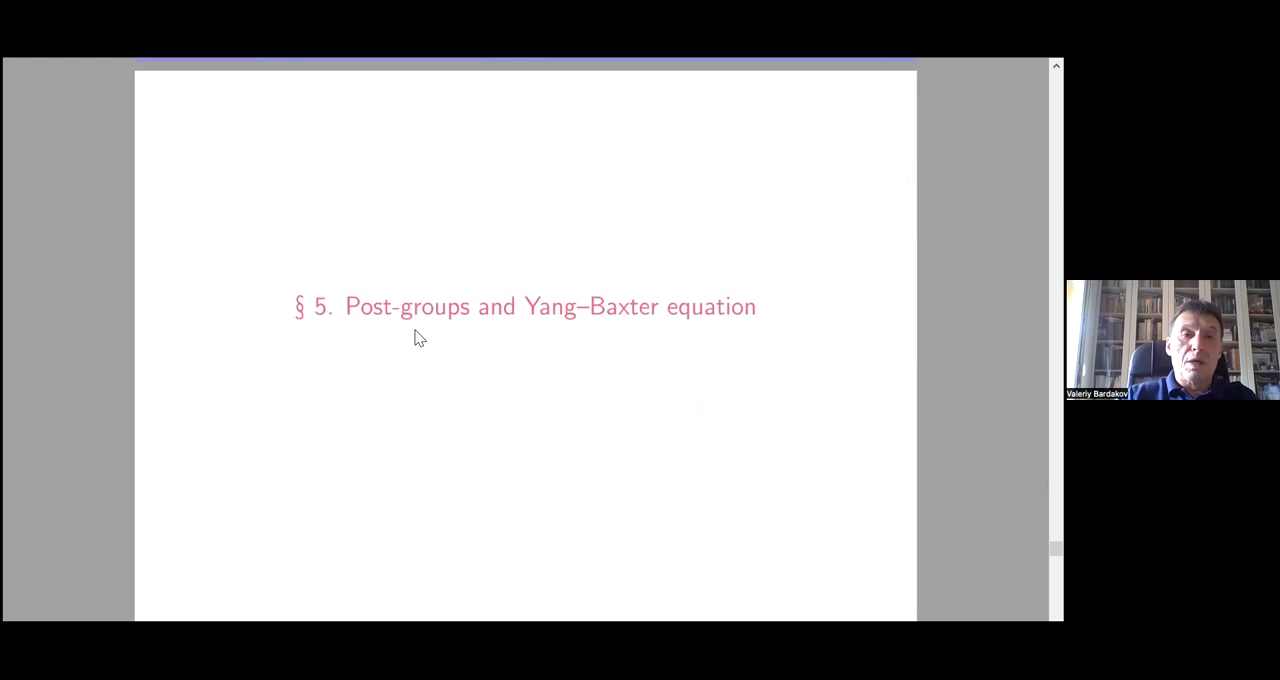 § 5. Post-groups and Yang–Baxter equation
Valeriy Bardakov